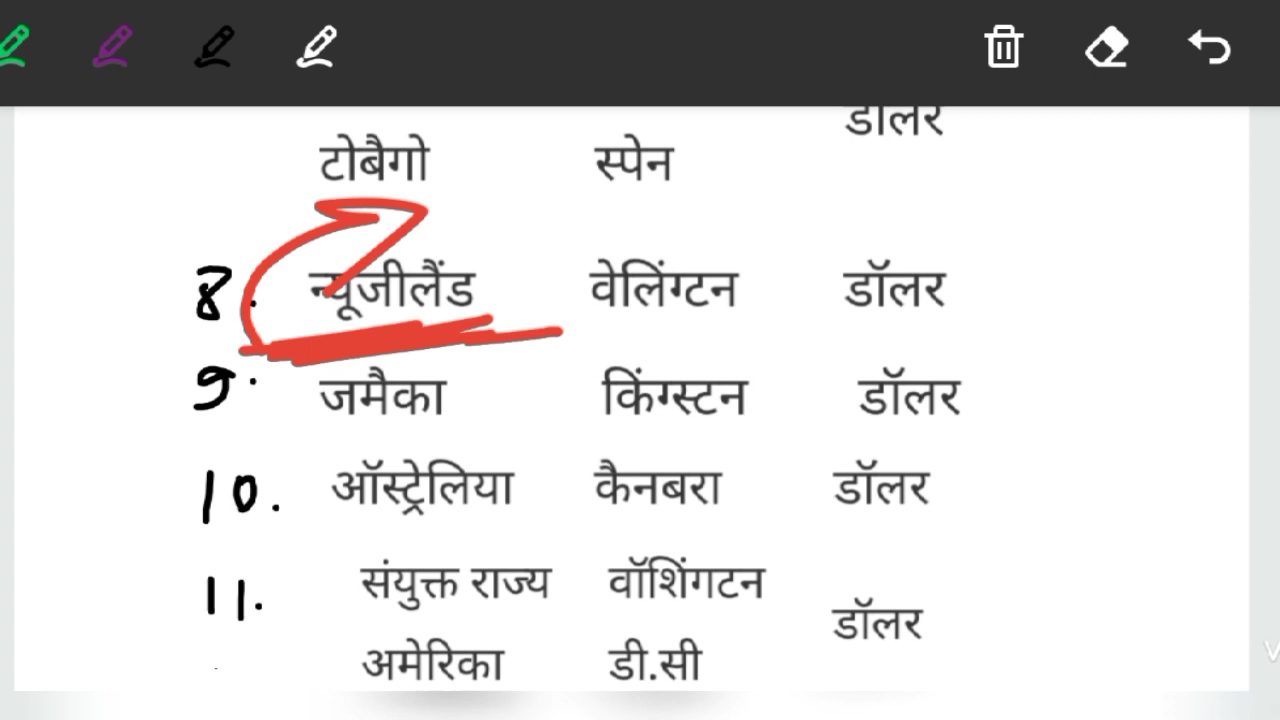 डॉलर
टोबैगो स्पेन
8. न्यूजीलैंड वेलिंग्टन डॉलर
9. जमैका किंग्स्टन डॉलर
10. ऑस्ट्रेलिया कैनबरा डॉलर
11. संयुक्त राज्य वॉशिंगटन
डॉलर
अमेरिका डी.सी